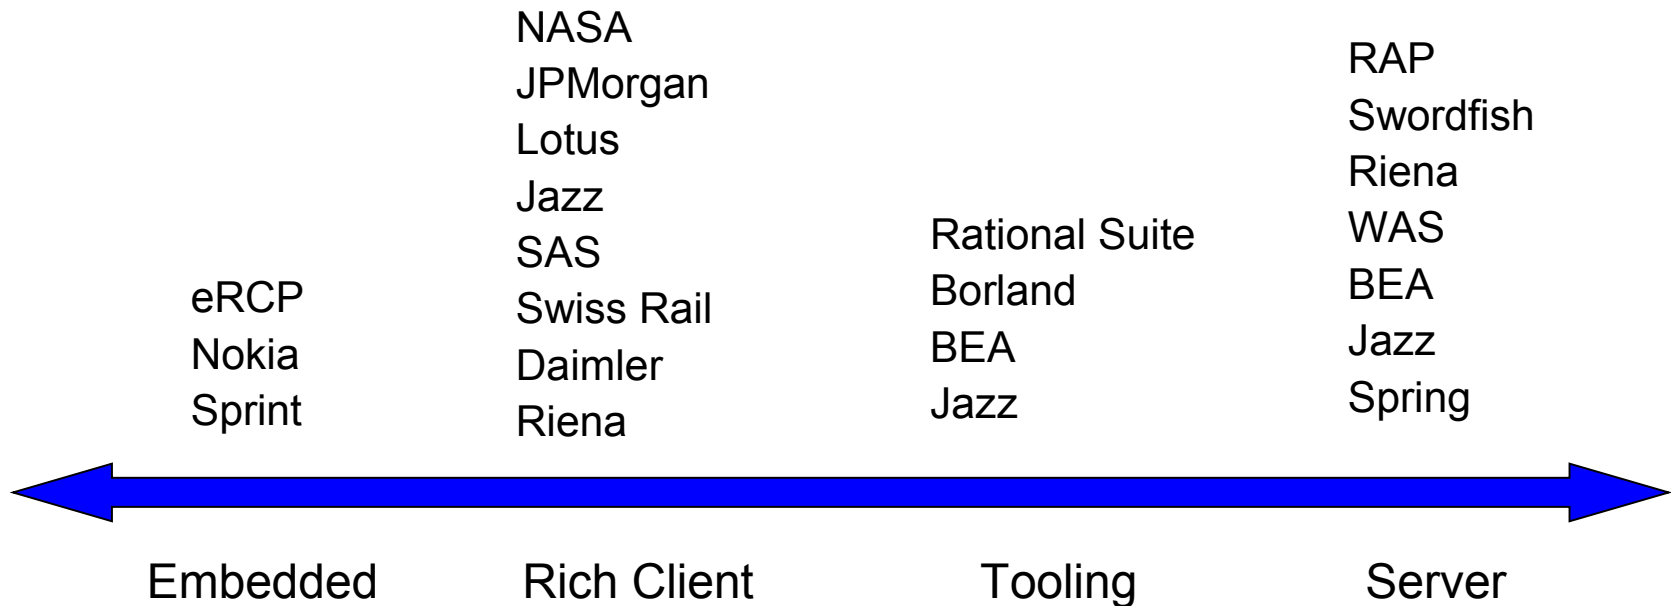 NASA
JPMorgan
Lotus
Jazz
SAS
Swiss Rail
Daimler
Riena
RAP
Swordfish
Riena
WAS
BEA
Jazz
Spring
Rational Suite
Borland
BEA
Jazz
eRCP
Nokia
Sprint
Embedded
Rich Client
Tooling
Server